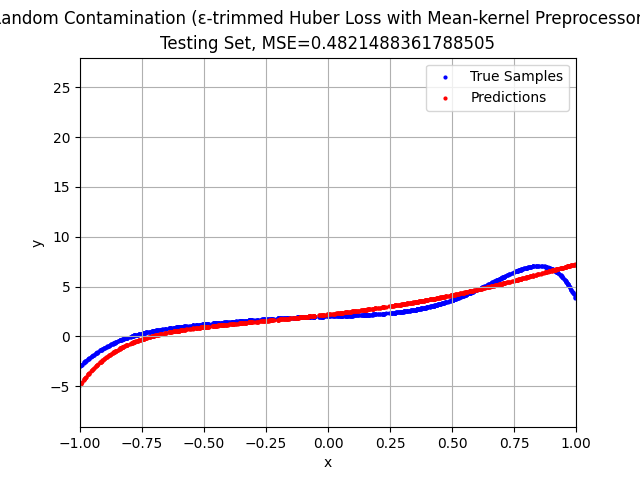 andom Contamination (ε-trimmed Huber Loss with Mean-kernel Preprocessor
Testing Set, MSE=0.4821488361788505
True Samples
Predictions
25
20
15
10
5
0
−5
y
−1.00 −0.75 −0.50 −0.25 0.00 0.25 0.50 0.75 1.00
x